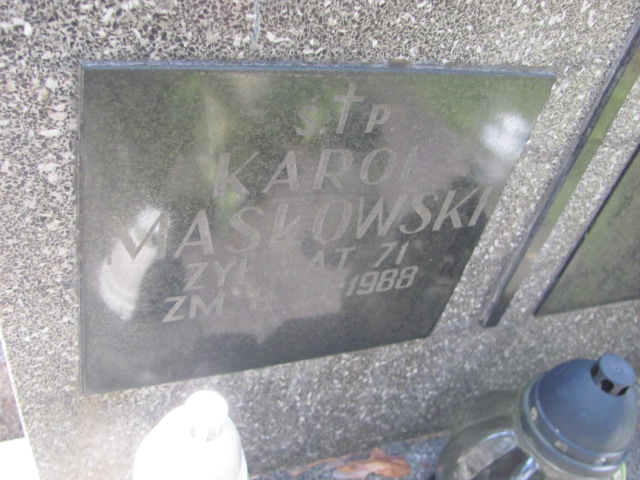 Ś.P.
KAROL
MASŁOWSKI
ŻYŁ LAT 71
ZM 1988